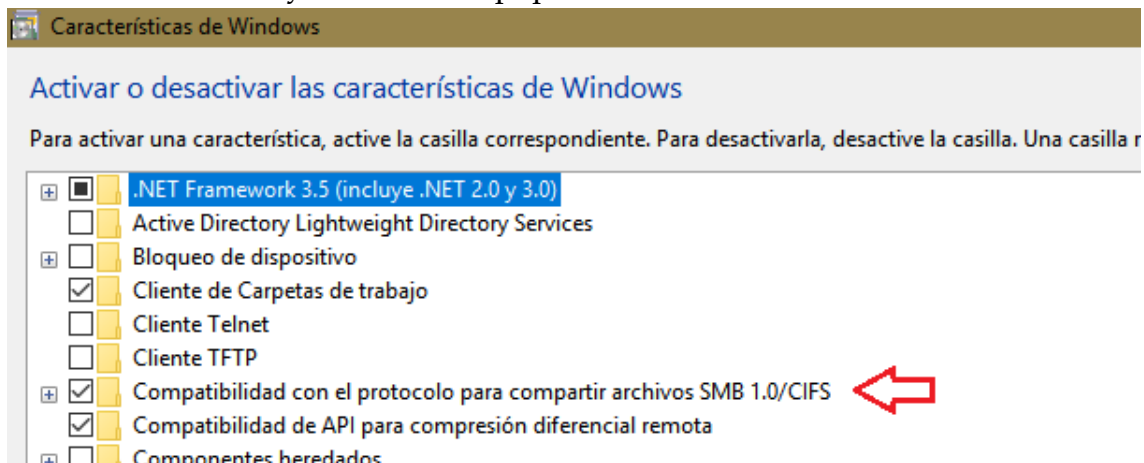 Características de Windows
Activar o desactivar las características de Windows
Para activar una característica, active la casilla correspondiente. Para desactivarla, desactive la casilla. Una casilla
.NET Framework 3.5 (incluye .NET 2.0 y 3.0)
Active Directory Lightweight Directory Services
Bloqueo de dispositivo
Cliente de Carpetas de trabajo
Cliente Telnet
Cliente TFTP
Compatibilidad con el protocolo para compartir archivos SMB 1.0/CIFS
Compatibilidad de API para compresión diferencial remota
Componentes heredados